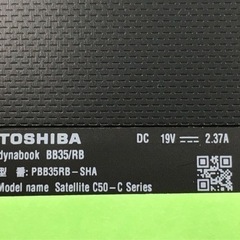 TOSHIBA
DC 19V ⎓ 2.37A
dynabook BB35/RB
型 番:PBB35RB-SHA
Model name Satellite C50-C Series